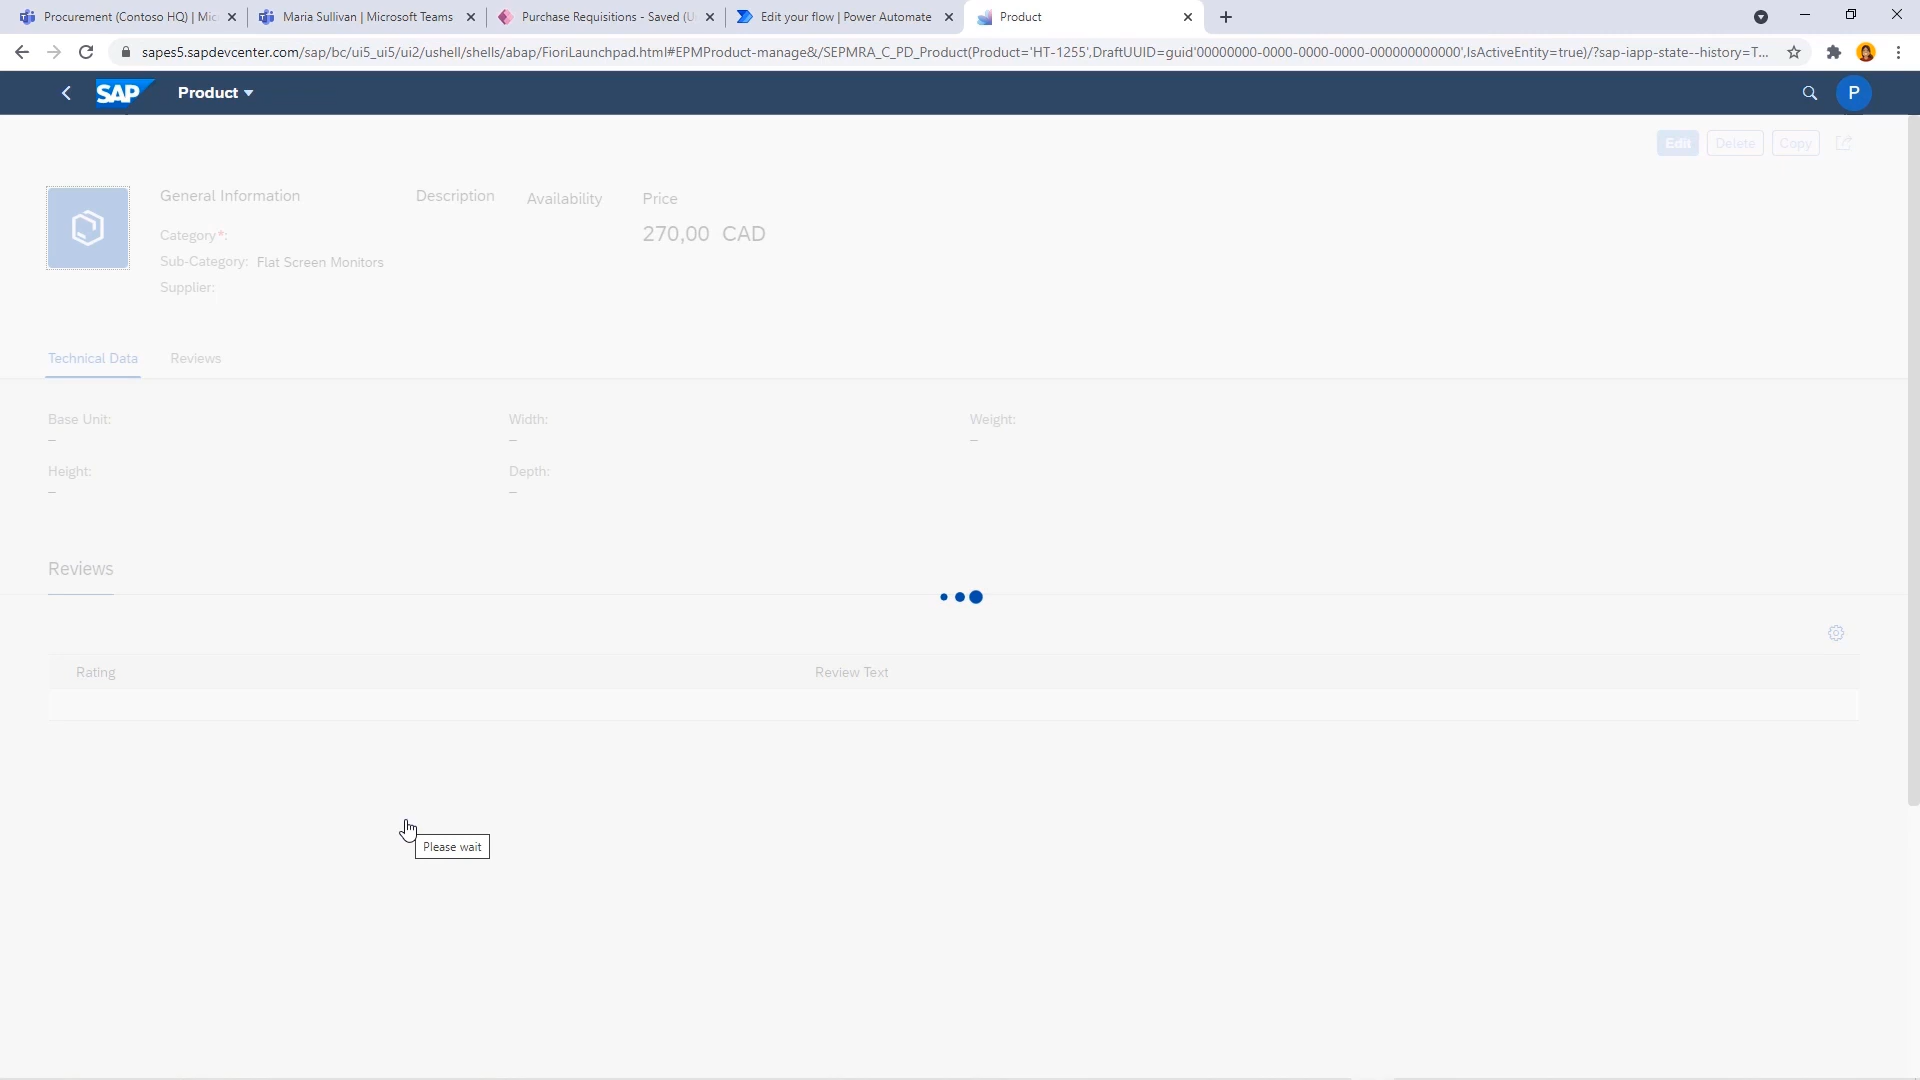 Procurement (Contoso HQ) | Mic
Maria Sullivan | Microsoft Teams
Purchase Requisitions - Saved (U
Edit your flow | Power Automate
Product
sapes5.sapdevcenter.com/sap/bc/ui5_ui5/ui2/ushell/shells/abap/FioriLaunchpad.html#EPMProduct-manage&/SEPMRA_C_PD_Product(Product='HT-1255',DraftUUID=guid'00000000-0000-0000-0000-000000000000',IsActiveEntity=true)/?sap-iapp-state--history=T...
SAP
Product
P
Edit
Delete
Copy
General Information
Description
Availability
Price
Category*:
270,00 CAD
Sub-Category: Flat Screen Monitors
Supplier:
Technical Data
Reviews
Base Unit:
–
Width:
–
Weight:
–
Height:
–
Depth:
–
Reviews
Rating
Review Text
Please wait